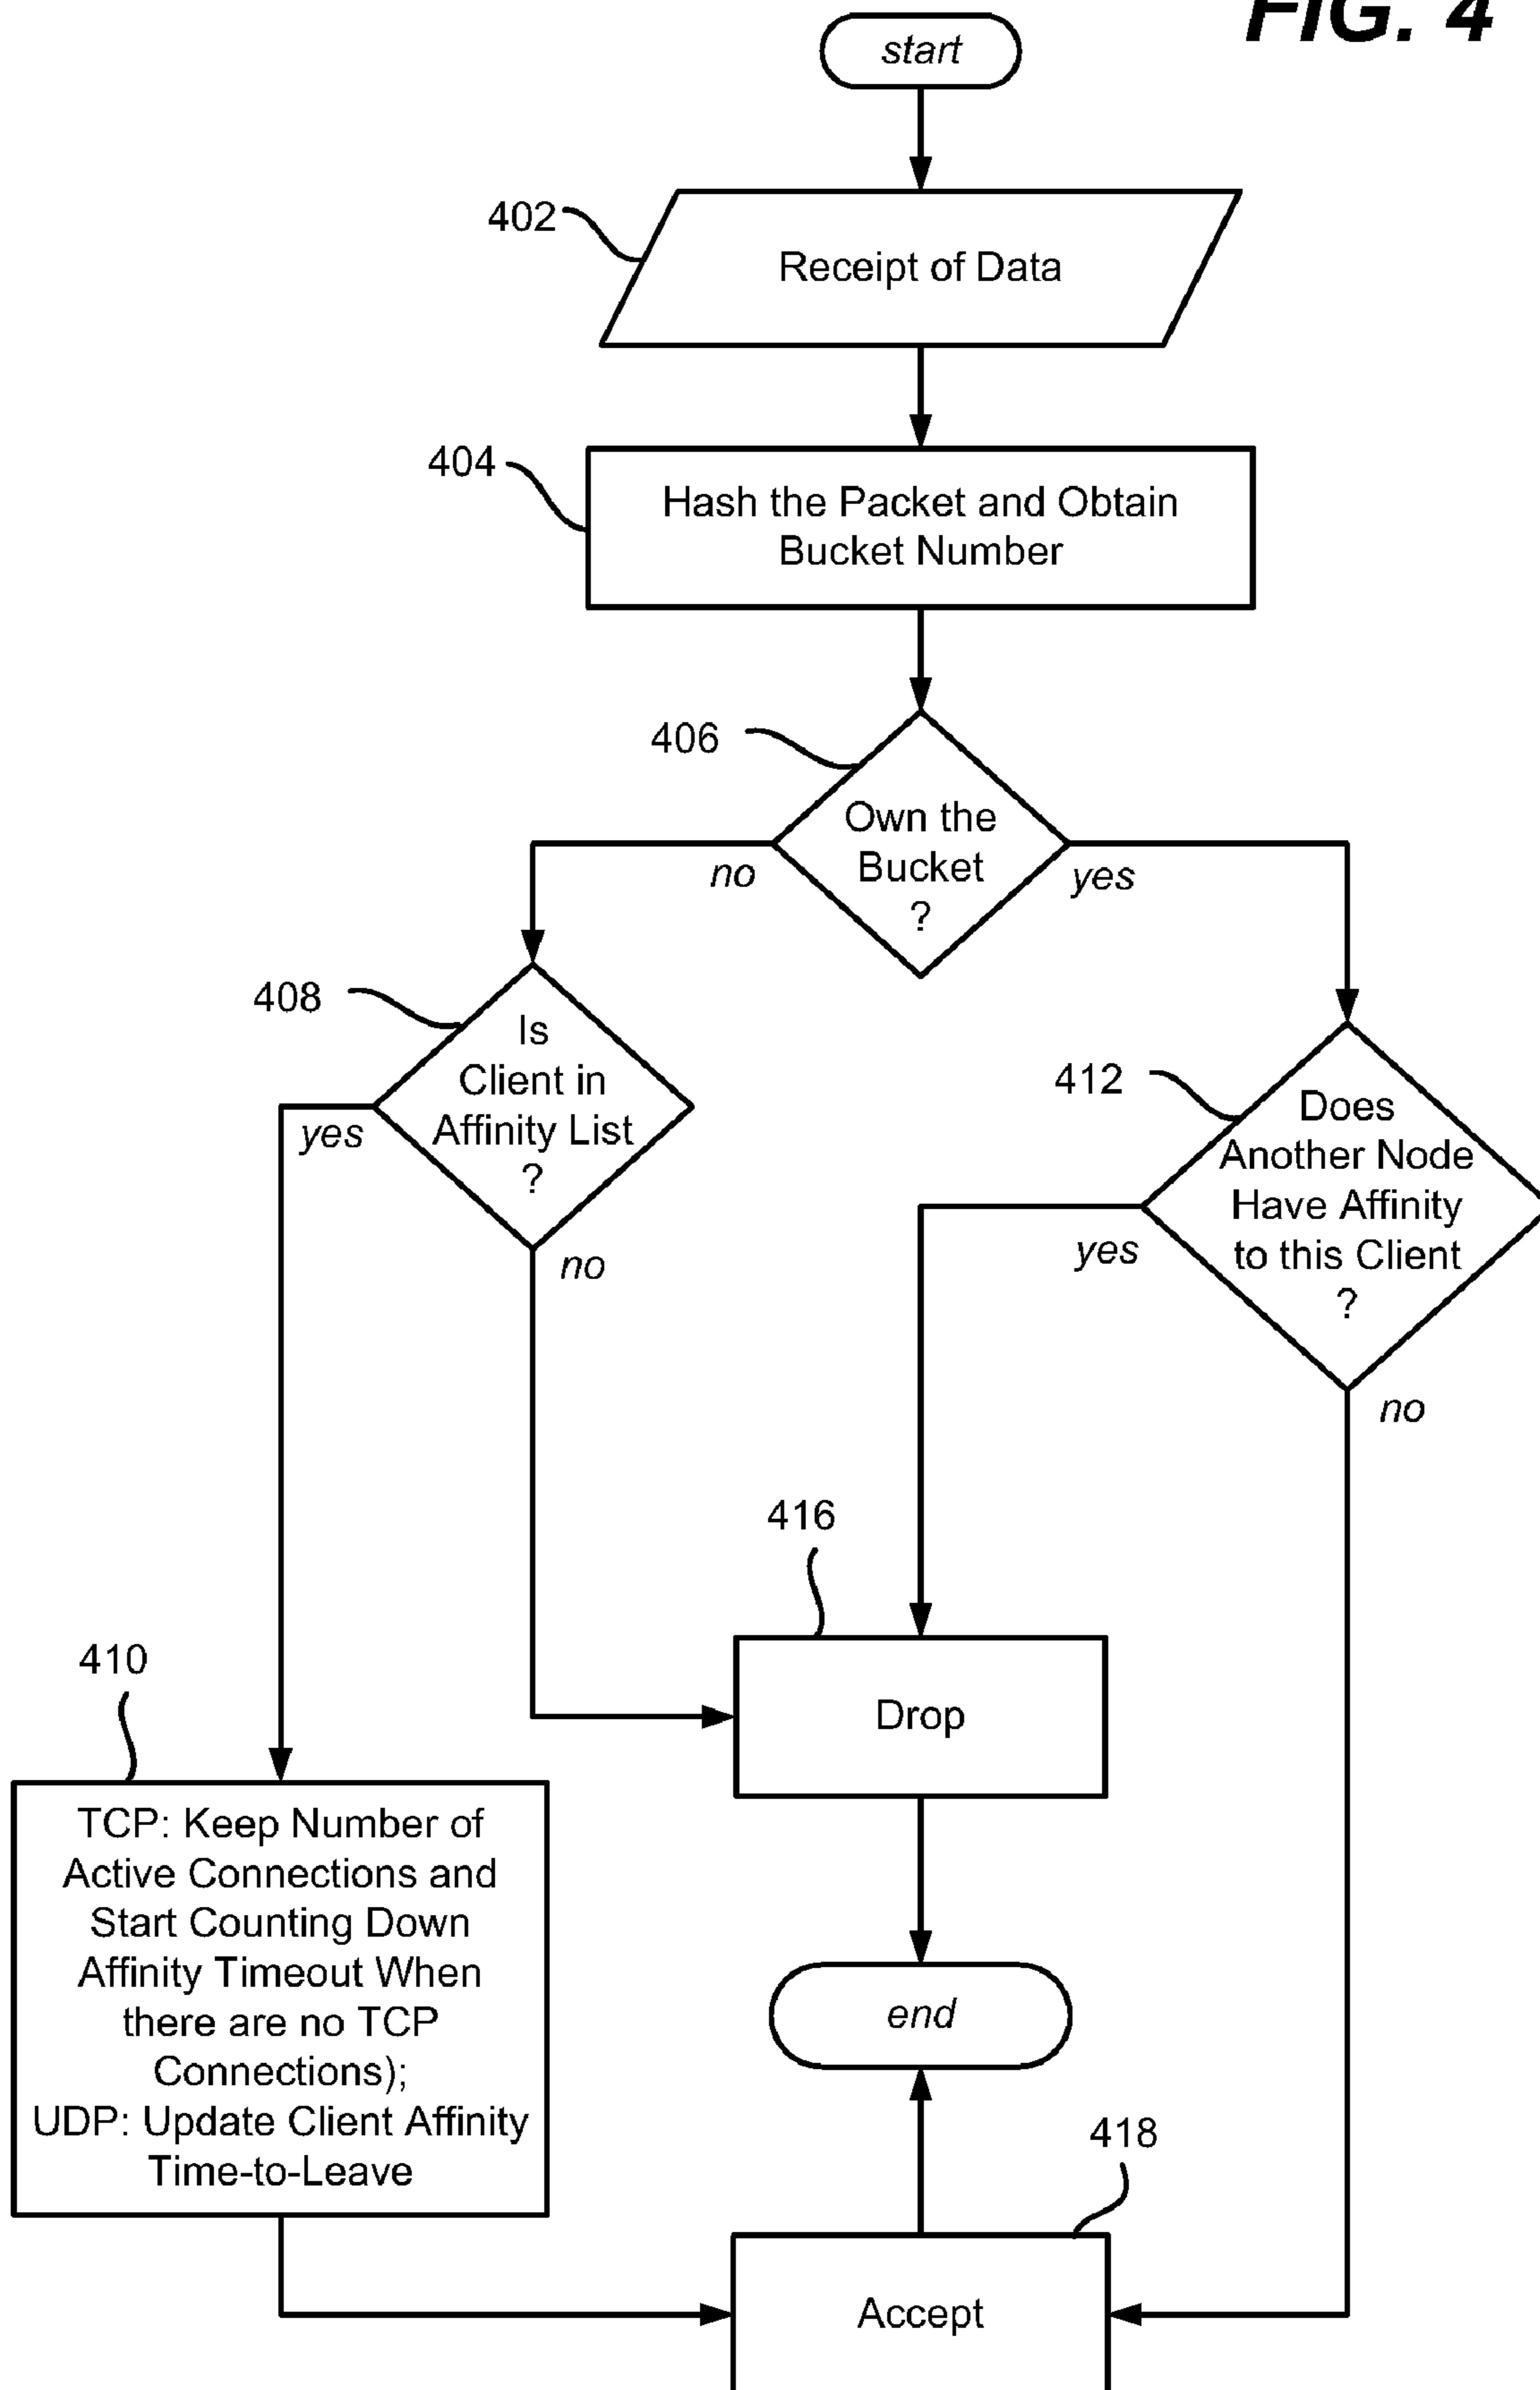 FIG. 4
start
402
Receipt of Data
404
Hash the Packet and Obtain
Bucket Number
406
Own the
Bucket
?
no
yes
408
Is
Client in
Affinity List
?
yes
no
412
Does
Another Node
Have Affinity
to this Client
?
yes
no
416
Drop
410
TCP: Keep Number of
Active Connections and
Start Counting Down
Affinity Timeout When
there are no TCP
Connections);
UDP: Update Client Affinity
Time-to-Leave
end
418
Accept